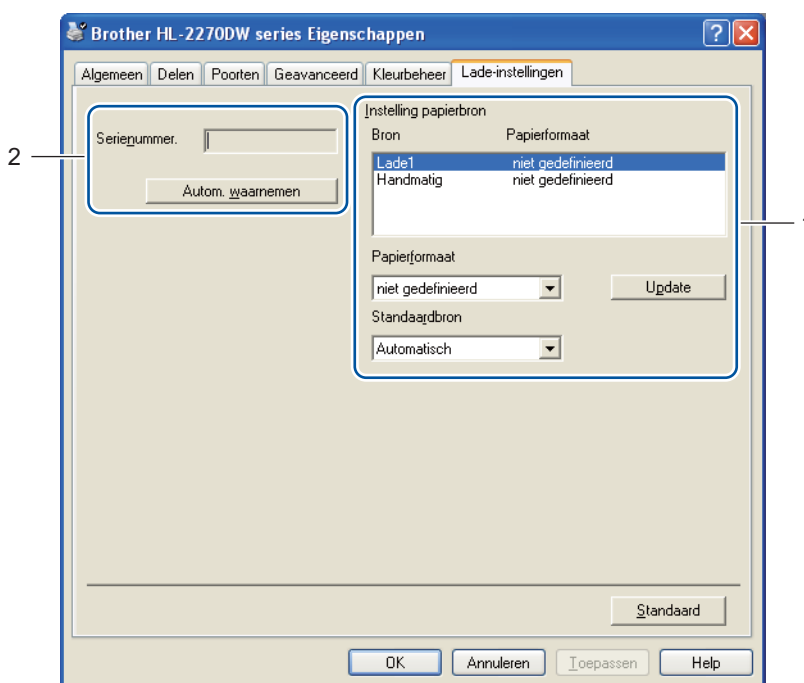 Brother HL-2270DW series Eigenschappen
Algemeen Delen Poorten Geavanceerd Kleurbeheer Lade-instellingen
2
Serienummer.
Autom. waarnemen
Instelling papierbron
Bron Papierformaat
Lade1 niet gedefinieerd
Handmatig niet gedefinieerd
Papierformaat
niet gedefinieerd Update
Standaardbron
Automatisch
Standaard
OK Annuleren Toepassen Help